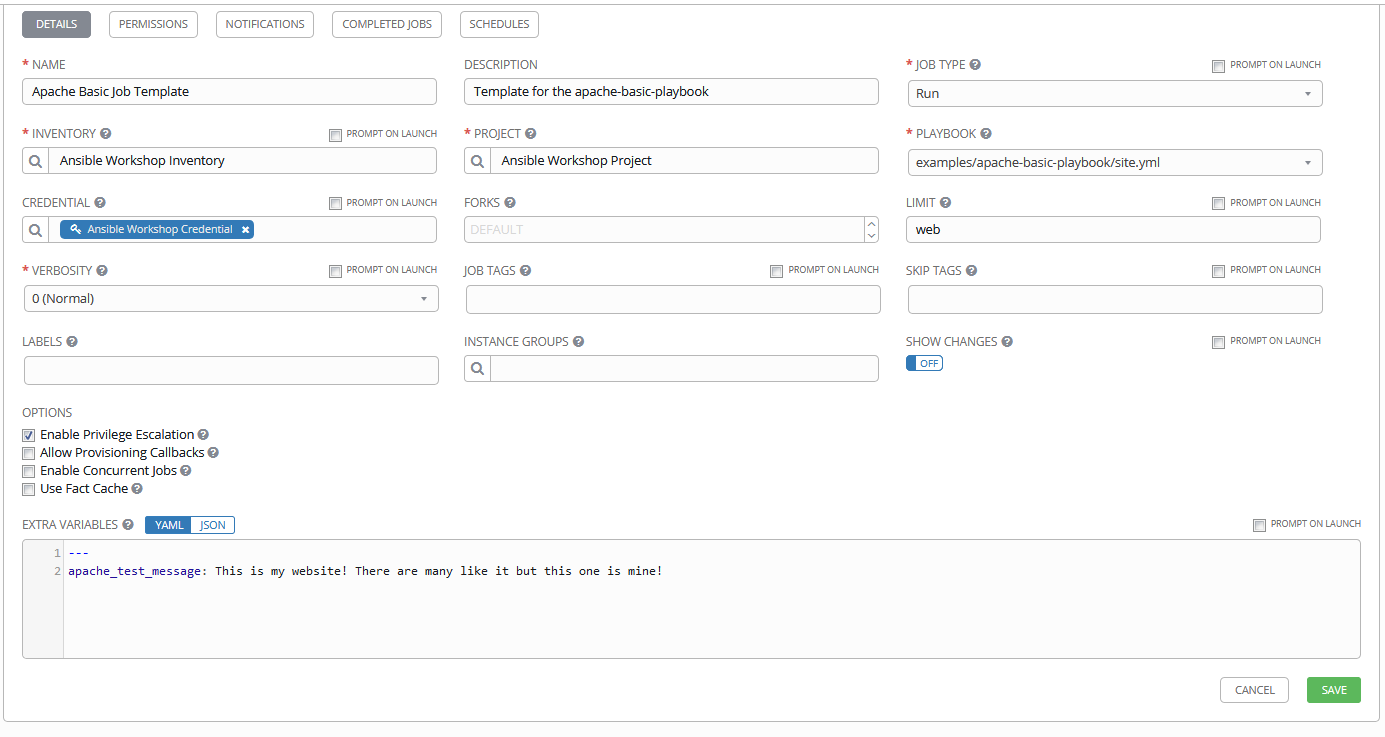 DETAILS PERMISSIONS NOTIFICATIONS COMPLETED JOBS SCHEDULES
* NAME DESCRIPTION * JOB TYPE ? PROMPT ON LAUNCH
Apache Basic Job Template Template for the apache-basic-playbook Run
* INVENTORY ? PROMPT ON LAUNCH * PROJECT ? * PLAYBOOK ?
Ansible Workshop Inventory Ansible Workshop Project examples/apache-basic-playbook/site.yml
CREDENTIAL ? PROMPT ON LAUNCH FORKS ? LIMIT ? PROMPT ON LAUNCH
Ansible Workshop Credential × DEFAULT web
* VERBOSITY ? PROMPT ON LAUNCH JOB TAGS ? PROMPT ON LAUNCH SKIP TAGS ? PROMPT ON LAUNCH
0 (Normal)
LABELS ? INSTANCE GROUPS ? SHOW CHANGES ? PROMPT ON LAUNCH
OFF
OPTIONS
Enable Privilege Escalation ?
Allow Provisioning Callbacks ?
Enable Concurrent Jobs ?
Use Fact Cache ?
EXTRA VARIABLES ? YAML JSON PROMPT ON LAUNCH
1 ---
2 apache_test_message: This is my website! There are many like it but this one is mine!
CANCEL SAVE